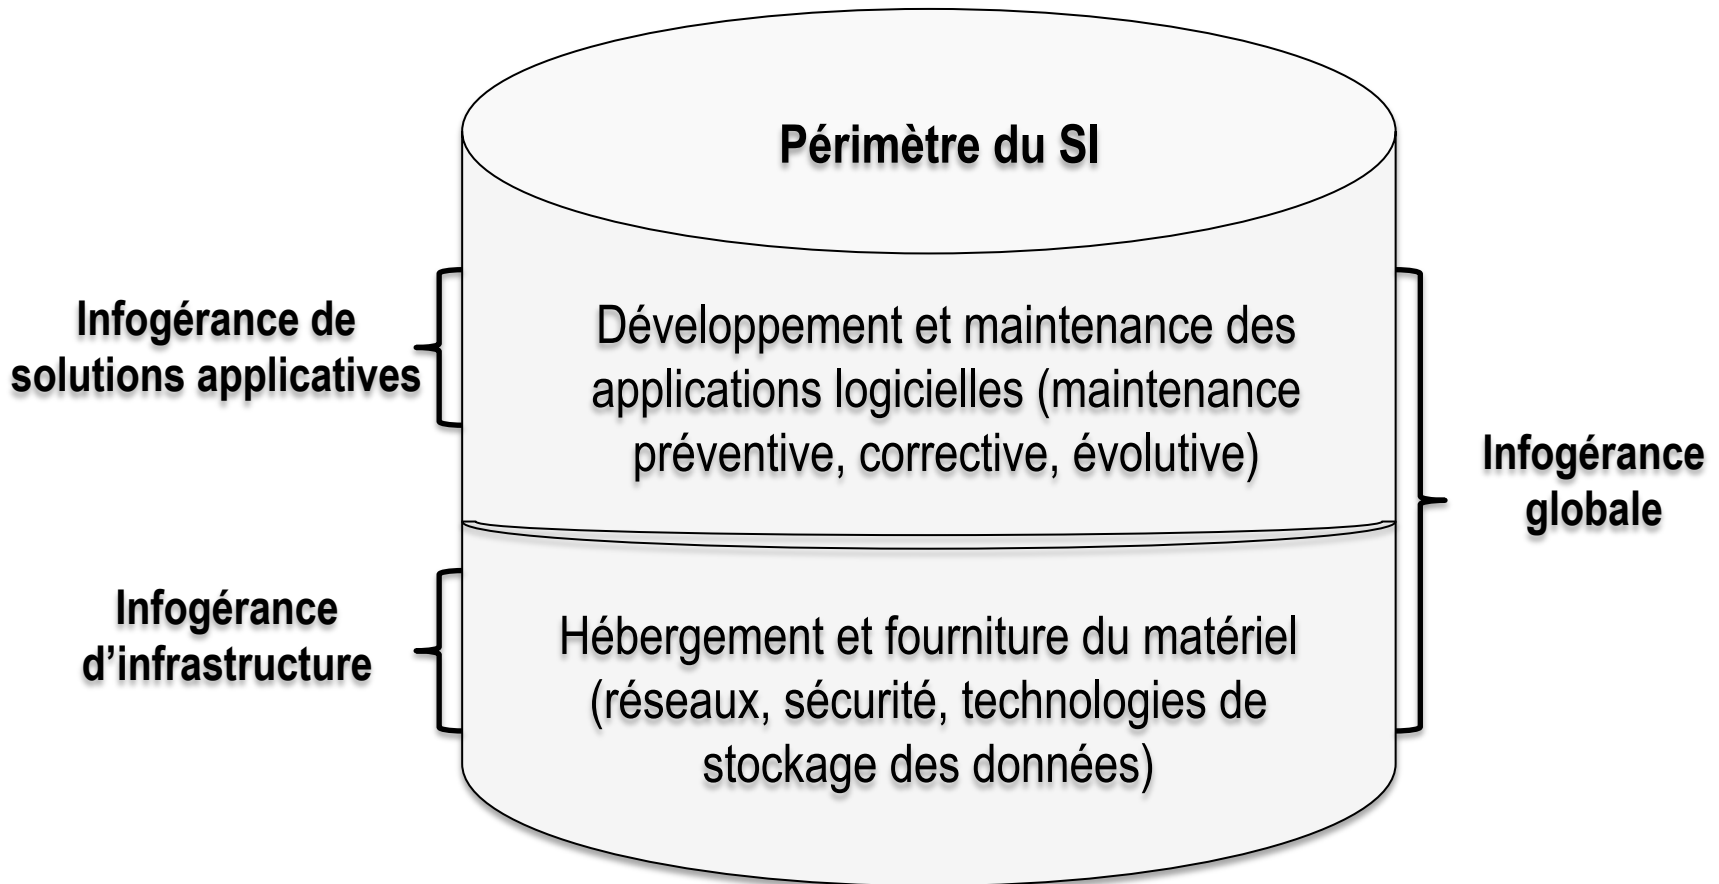 Périmètre du SI
Infogérance de
solutions applicatives
Développement et maintenance des
applications logicielles (maintenance
préventive, corrective, évolutive)
Infogérance
globale
Infogérance
d’infrastructure
Hébergement et fourniture du matériel
(réseaux, sécurité, technologies de
stockage des données)